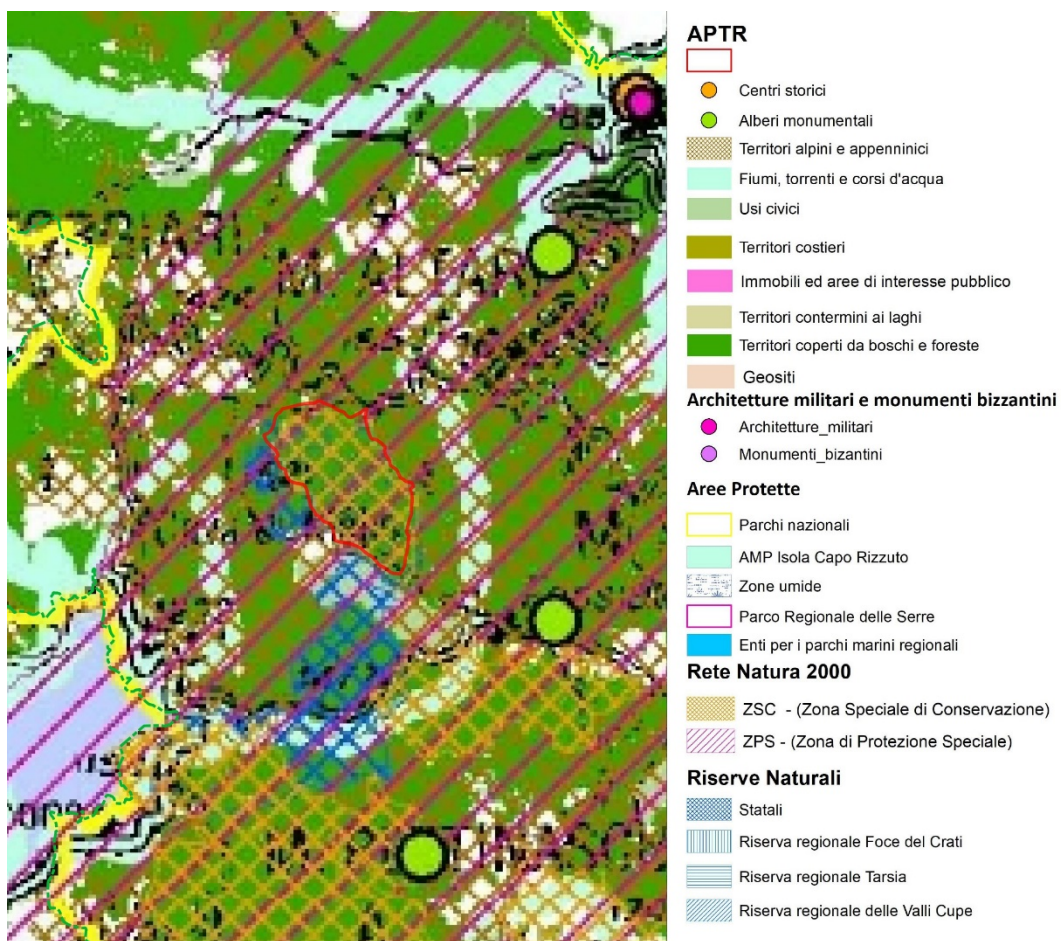 APTR
Centri storici
Alberi monumentali
Territori alpini e appenninici
Fiumi, torrenti e corsi d'acqua
Usi civici
Territori costieri
Immobili ed aree di interesse pubblico
Territori contermini ai laghi
Territori coperti da boschi e foreste
Geositi
Architetture militari e monumenti bizzantini
Architetture_militari
Monumenti_bizantini
Aree Protette
Parchi nazionali
AMP Isola Capo Rizzuto
Zone umide
Parco Regionale delle Serre
Enti per i parchi marini regionali
Rete Natura 2000
ZSC - (Zona Speciale di Conservazione)
ZPS - (Zona di Protezione Speciale)
Riserve Naturali
Statali
Riserva regionale Foce del Crati
Riserva regionale Tarsia
Riserva regionale delle Valli Cupe